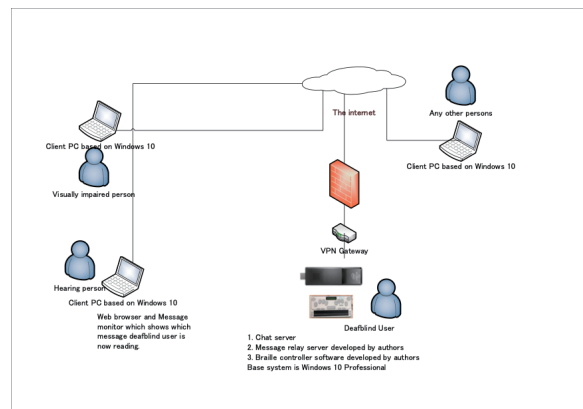 The internet
Any other persons
Client PC based on Windows 10
Client PC based on Windows 10
Visually impaired person
VPN Gateway
Hearing person
Client PC based on Windows 10
Web browser and Message
monitor which shows which
message deafblind user is
now reading.
Deafblind User
1. Chat server
2. Message relay server developed by authors
3. Braille controller software developed by authors
Base system is Windows 10 Professional